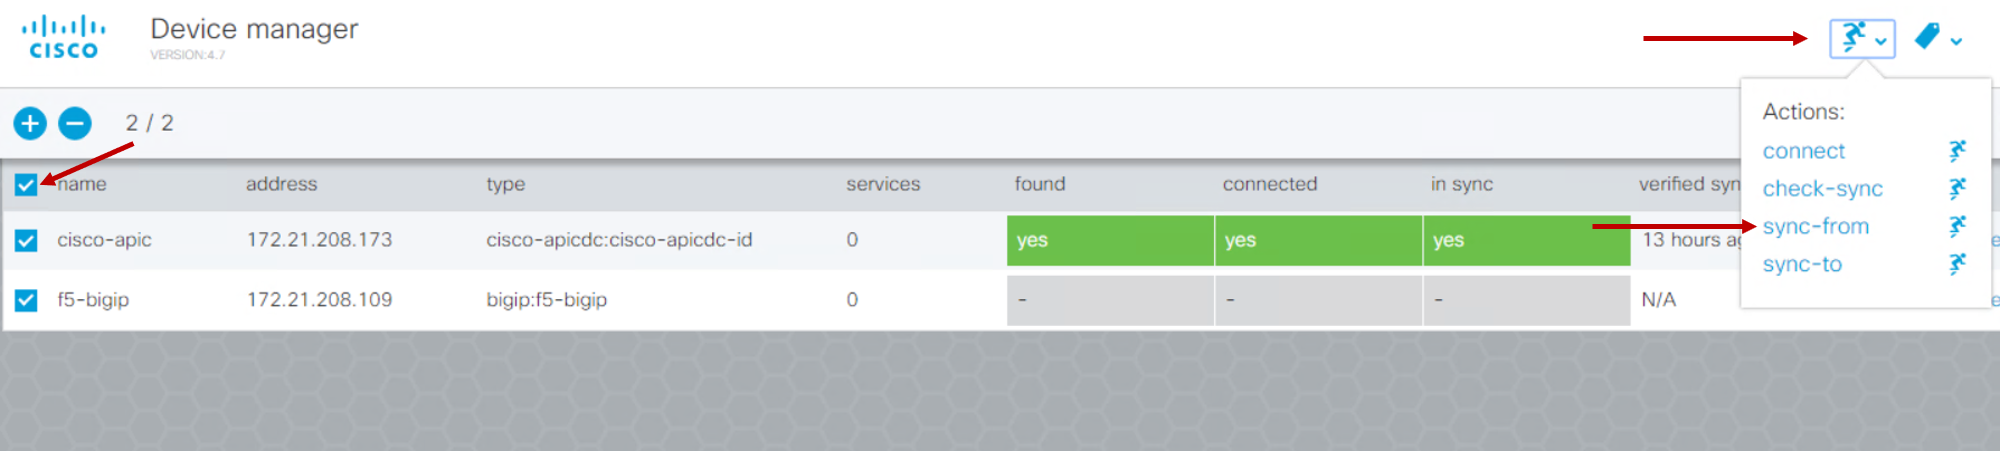 CISCO
Device manager
VERSION:4.7
2 / 2
Actions:
connect
check-sync
sync-from
sync-to
name address type services found connected in sync verified syn
cisco-apic 172.21.208.173 cisco-apicdc:cisco-apicdc-id 0 yes yes yes 13 hours ag
f5-bigip 172.21.208.109 bigip:f5-bigip 0 - - - N/A